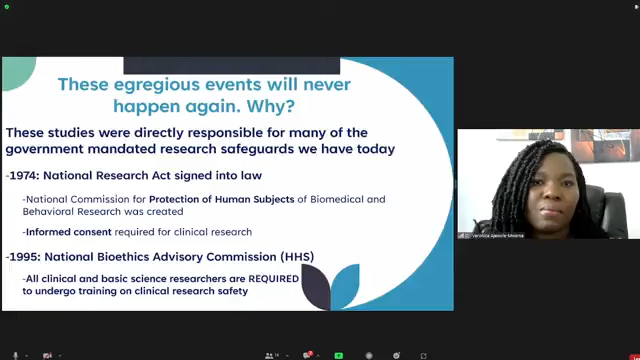 These egregious events will never
happen again. Why?
These studies were directly responsible for many of the
government mandated research safeguards we have today
-1974: National Research Act signed into law
-National Commission for Protection of Human Subjects of Biomedical and
Behavioral Research was created
-Informed consent required for clinical research
-1995: National Bioethics Advisory Commission (HHS)
-All clinical and basic science researchers are REQUIRED
to undergo training on clinical research safety